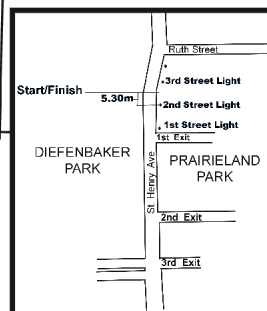 Ruth Street
3rd Street Light
Start/Finish
5.30m
2nd Street Light
1st Street Light
1st Exit
DIEFENBAKER
PARK
PRAIRIELAND
PARK
St. Henry Ave
2nd Exit
3rd Exit